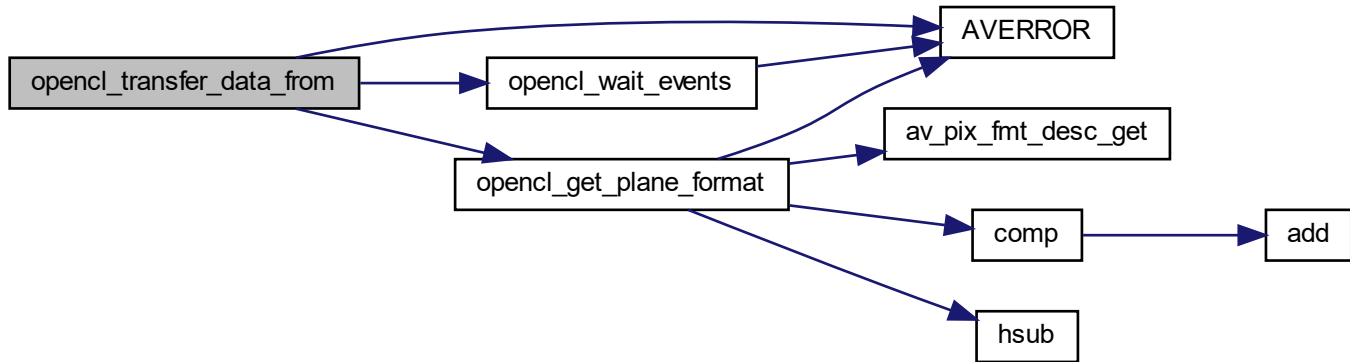 opencl_transfer_data_from
opencl_wait_events
opencl_get_plane_format
AVERROR
av_pix_fmt_desc_get
comp
add
hsub